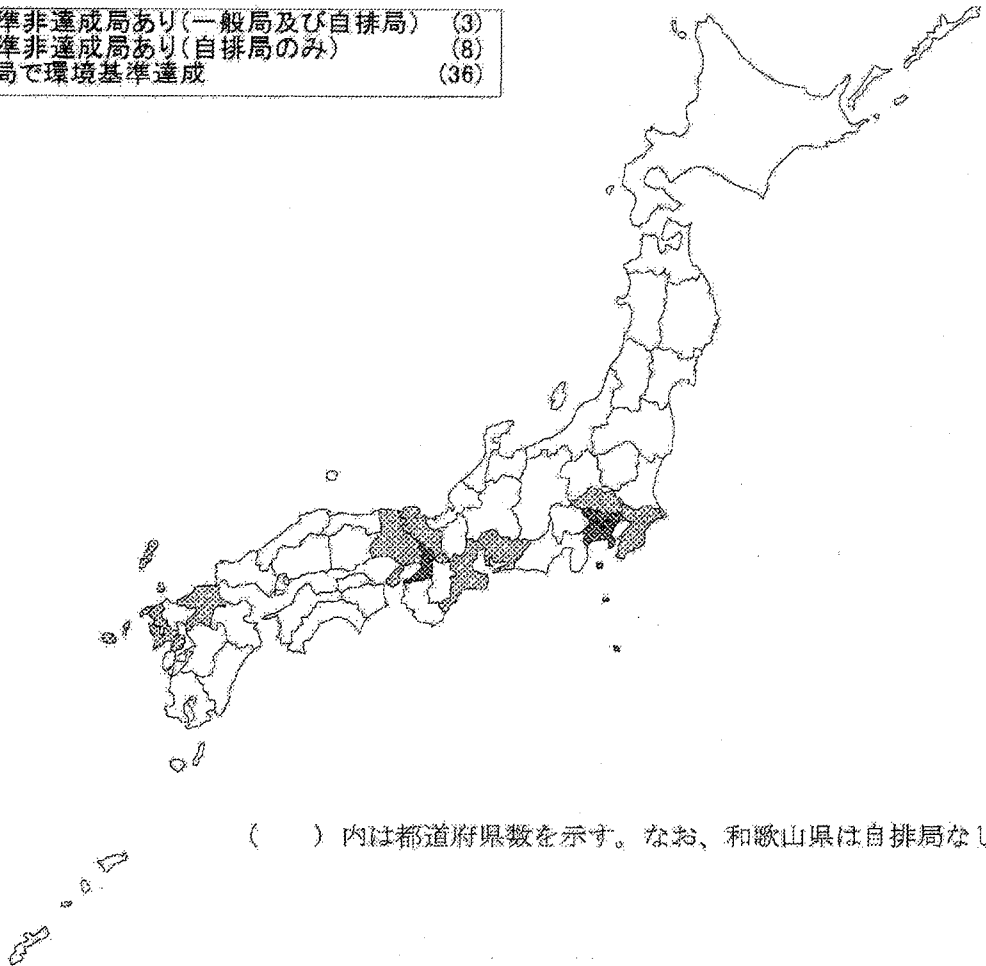 準非達成局あり(一般局及び自排局) (3)
準非達成局あり(自排局のみ) (8)
局で環境基準達成 (36)
( )内は都道府県数を示す。なお、和歌山県は自排局なし